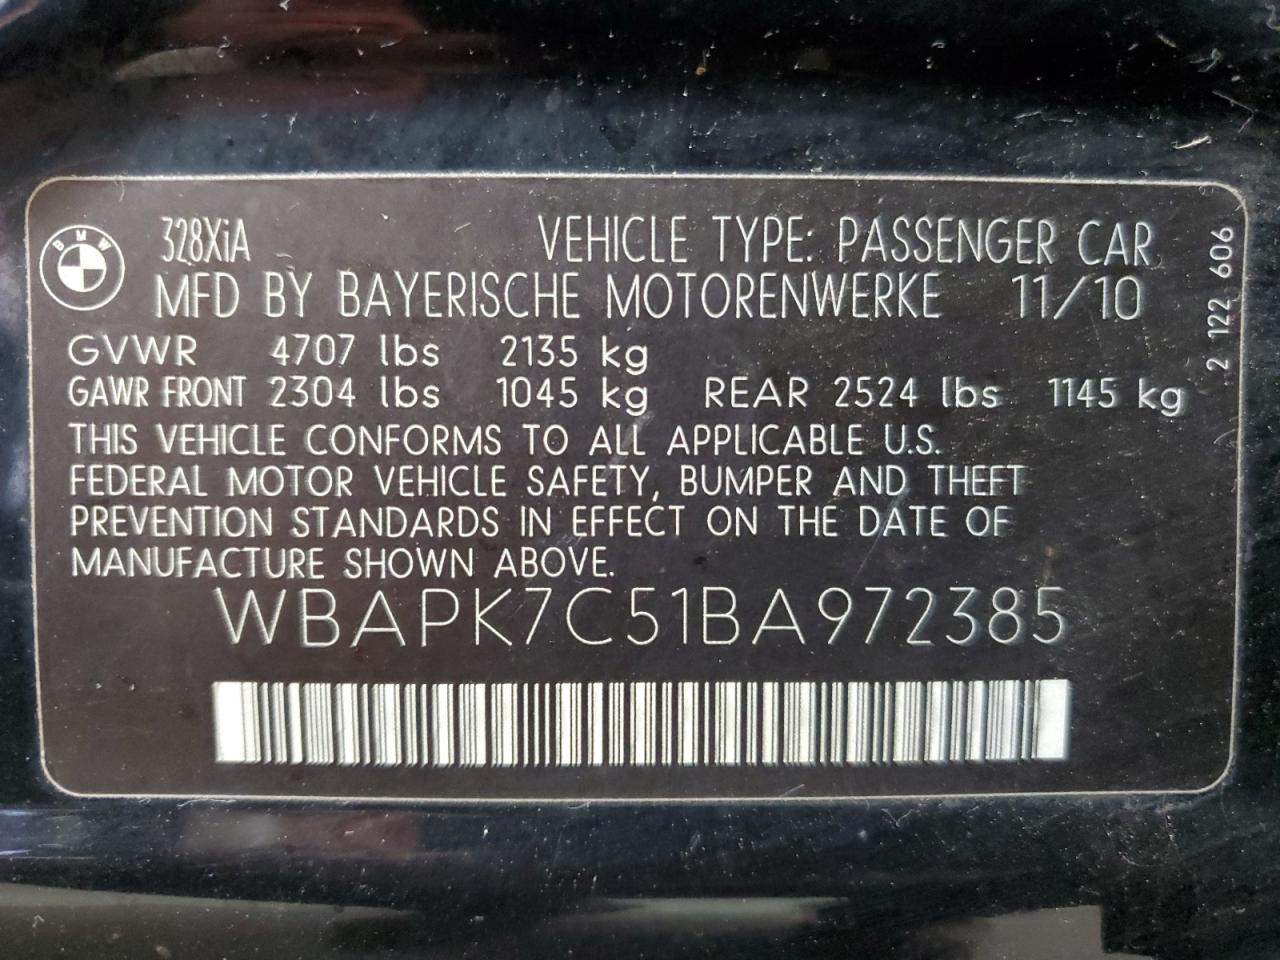 BMW
328XiA VEHICLE TYPE: PASSENGER CAR
MFD BY BAYERISCHE MOTORENWERKE 11/10
GVWR 4707 lbs 2135 kg
GAWR FRONT 2304 lbs 1045 kg REAR 2524 lbs 1145 kg
THIS VEHICLE CONFORMS TO ALL APPLICABLE U.S.
FEDERAL MOTOR VEHICLE SAFETY, BUMPER AND THEFT
PREVENTION STANDARDS IN EFFECT ON THE DATE OF
MANUFACTURE SHOWN ABOVE.
WBAPK7C51BA972385
2 122 606